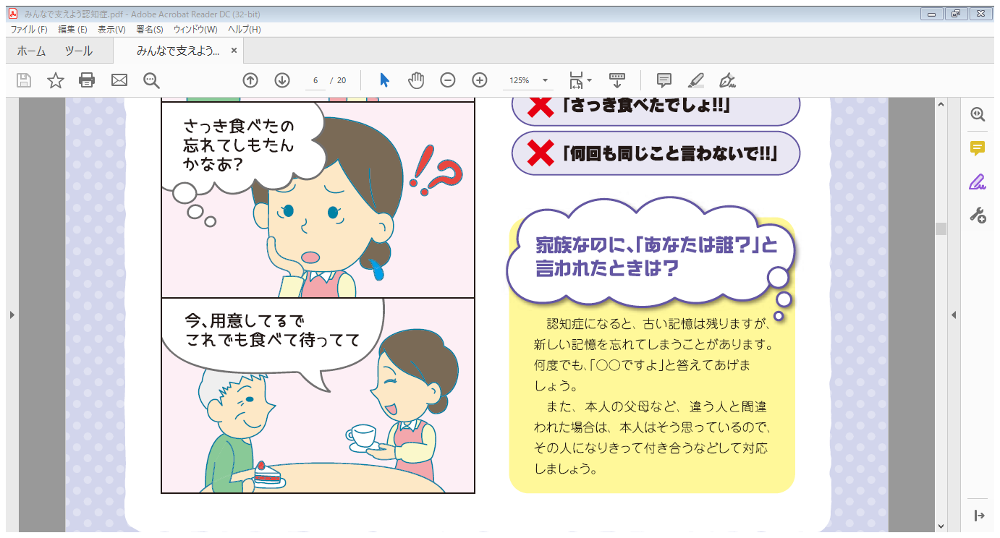 みんなで支えよう認知症.pdf - Adobe Acrobat Reader DC (32-bit)
ファイル(F) 編集(E) 表示(V) 署名(S) ウィンドウ(W) ヘルプ(H)
ホーム ツール みんなで支えよう... ×
6 / 20 125%
さっき食べたの
忘れてしもたん
かなあ?
!?
今、用意してるで
これでも食べて待ってて
「さっき食べたでしょ!!」
「何回も同じこと言わないで!!」
家族なのに、「あなたは誰?」と
言われたときは?
認知症になると、古い記憶は残りますが、
新しい記憶を忘れてしまうことがあります。
何度でも、「○○ですよ」と答えてあげま
しょう。
また、本人の父母など、違う人と間違
われた場合は、本人はそう思っているので、
その人になりきって付き合うなどして対応
しましょう。